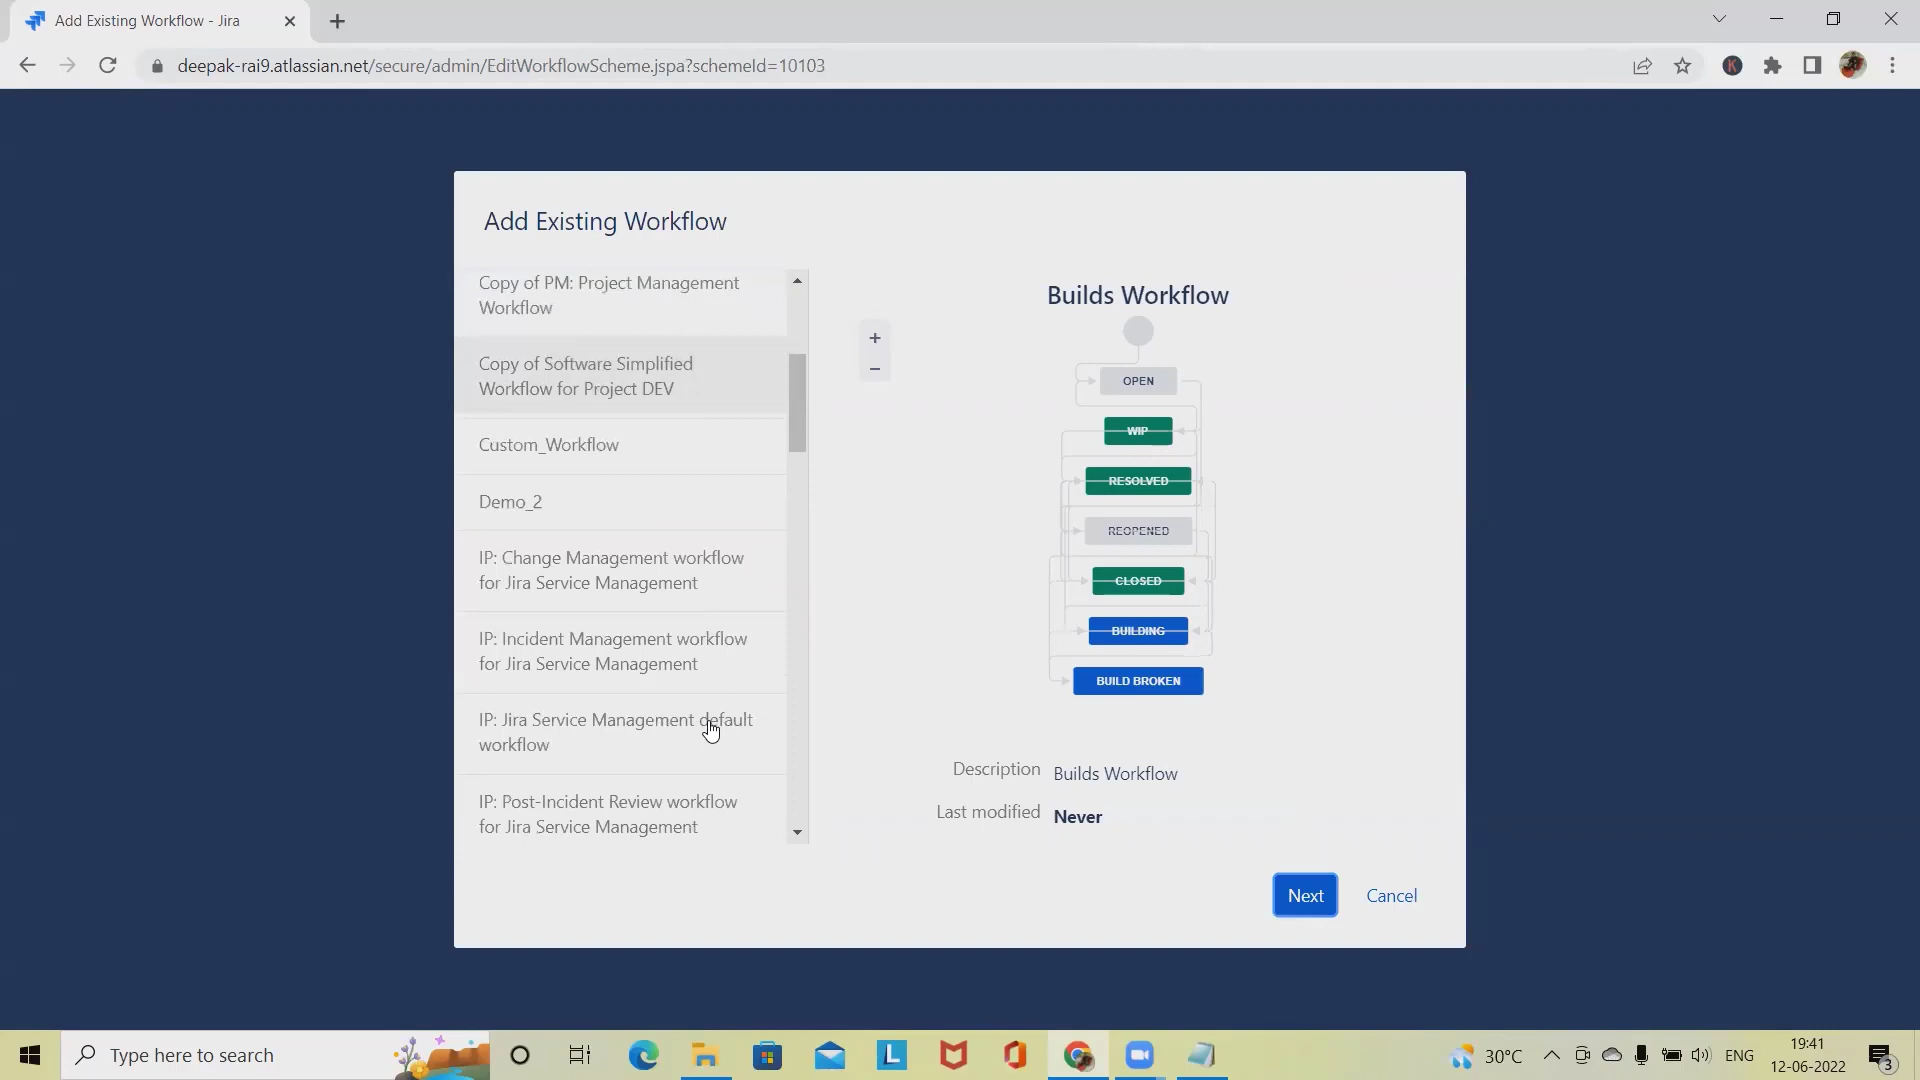 Add Existing Workflow - Jira
deepak-rai9.atlassian.net/secure/admin/EditWorkflowScheme.jspa?schemeId=10103
K
Add Existing Workflow
Copy of PM: Project Management
Workflow
Copy of Software Simplified
Workflow for Project DEV
Custom_Workflow
Demo_2
IP: Change Management workflow
for Jira Service Management
IP: Incident Management workflow
for Jira Service Management
IP: Jira Service Management default
workflow
IP: Post-Incident Review workflow
for Jira Service Management
+
−
Builds Workflow
OPEN
WIP
RESOLVED
REOPENED
CLOSED
BUILDING
BUILD BROKEN
Description Builds Workflow
Last modified Never
Next Cancel
Type here to search
L
30°C
ENG
19:41
12-06-2022
3